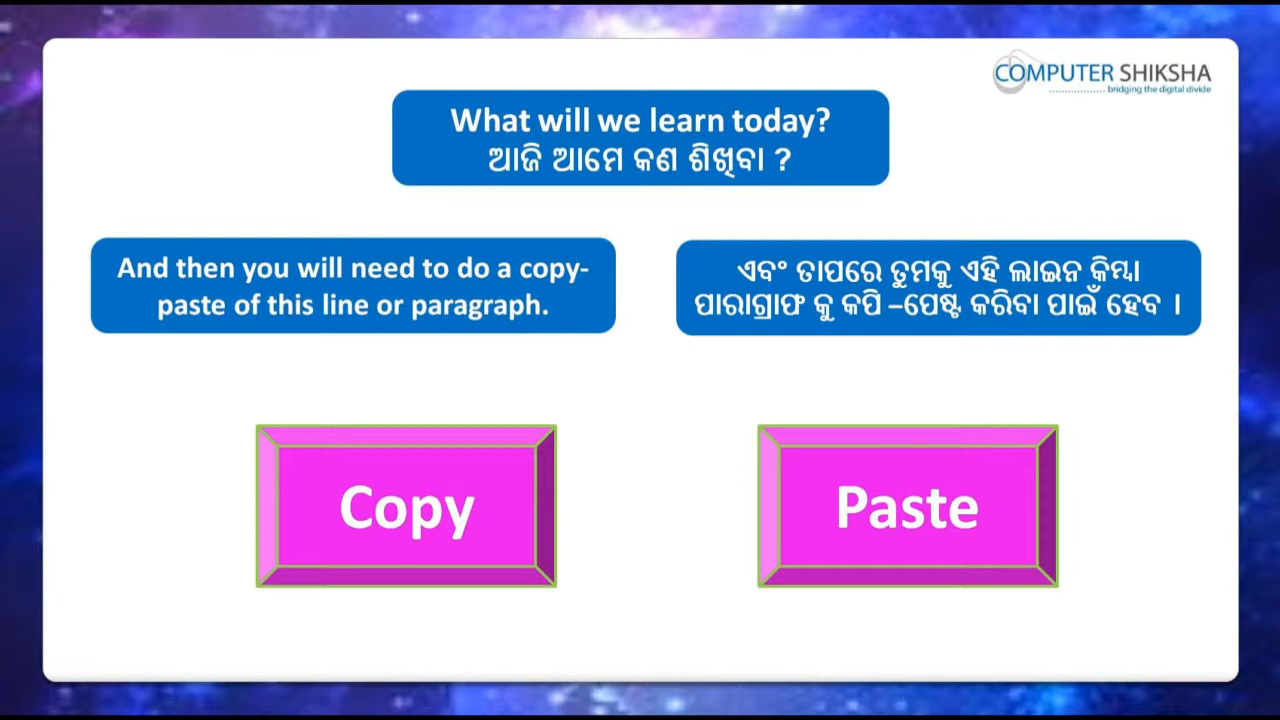 COMPUTER SHIKSHA
bridging the digital divide
What will we learn today?
ଆଜି ଆମେ କଣ ଶିଖିବା ?
And then you will need to do a copy-
paste of this line or paragraph.
ଏବଂ ତାପରେ ତୁମକୁ ଏହି ଲାଇନ କିମ୍ବା
ପାରାଗ୍ରାଫ କୁ କପି –ପେଷ୍ଟ କରିବା ପାଇଁ ହେବ ।
Copy
Paste